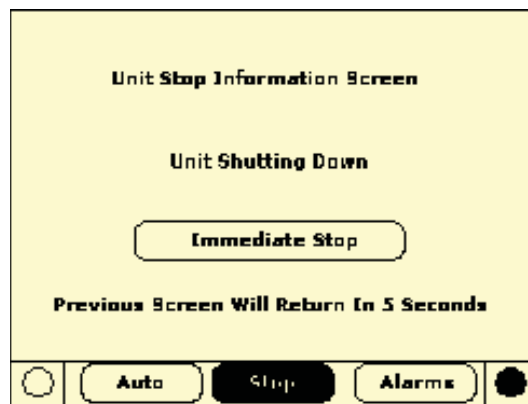 Unit Stop Information Screen
Unit Shutting Down
Immediate Stop
Previous Screen Will Return In 5 Seconds
Auto Stop Alarms